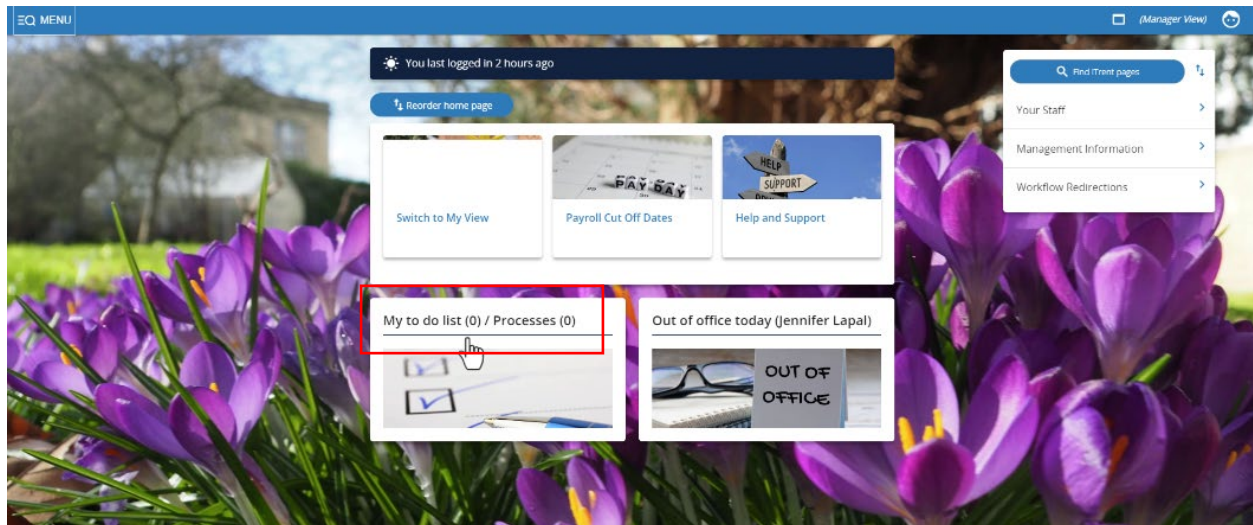 MENU
(Manager View)
You last logged in 2 hours ago
Reorder home page
Find iTrent pages
Your Staff
Management Information
Workflow Redirections
PAY DAY
HELP
SUPPORT
Switch to My View
Payroll Cut Off Dates
Help and Support
My to do list (0) / Processes (0)
Out of office today (Jennifer Lapal)
OUT OF
OFFICE